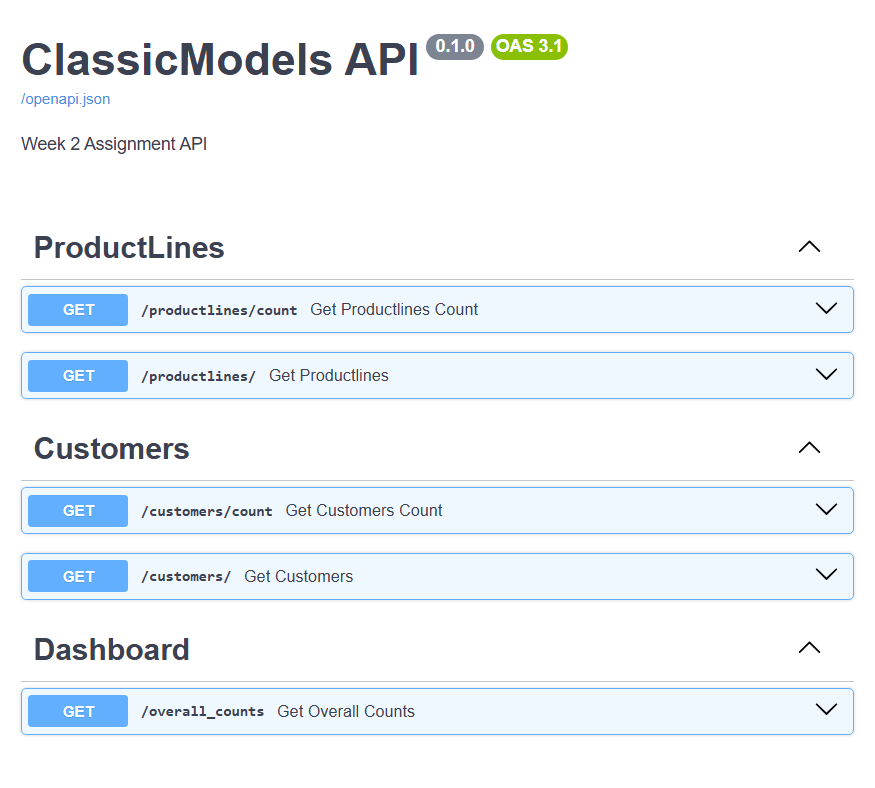 ClassicModels API 0.1.0 OAS 3.1
/openapi.json
Week 2 Assignment API
ProductLines
GET /productlines/count Get Productlines Count
GET /productlines/ Get Productlines
Customers
GET /customers/count Get Customers Count
GET /customers/ Get Customers
Dashboard
GET /overall_counts Get Overall Counts